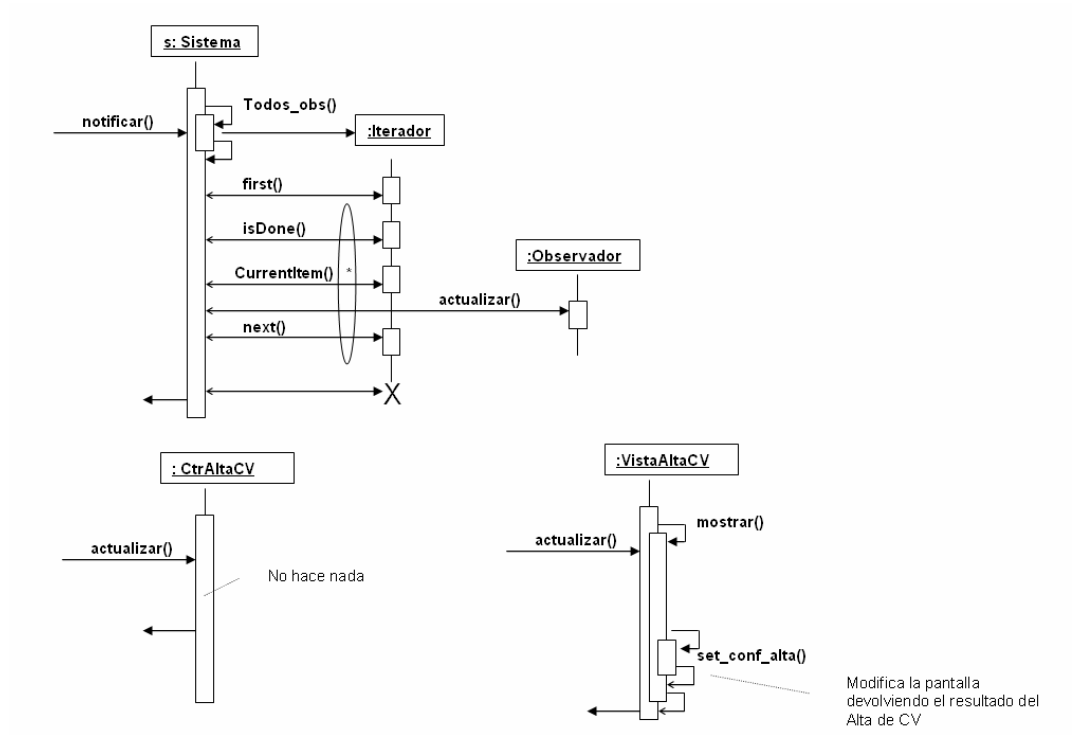 s: Sistema
Todos_obs()
notificar()
:Iterador
first()
isDone()
CurrentItem()
*
:Observador
actualizar()
next()
X
: CtrAltaCV
actualizar()
No hace nada
:VistaAltaCV
mostrar()
actualizar()
set_conf_alta()
Modifica la pantalla
devolviendo el resultado del
Alta de CV